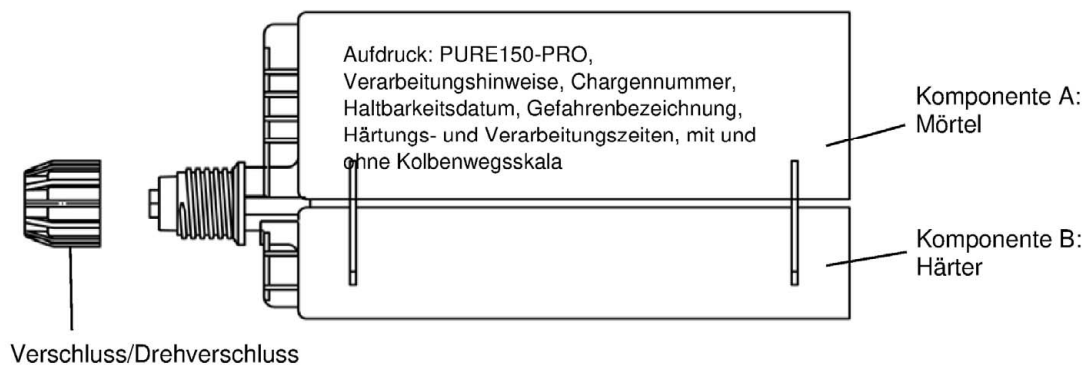 Aufdruck: PURE150-PRO,
Verarbeitungshinweise, Chargennummer,
Haltbarkeitsdatum, Gefahrenbezeichnung,
Härtungs- und Verarbeitungszeiten, mit und
ohne Kolbenwegsskala
Komponente A:
Mörtel
Komponente B:
Härter
Verschluss/Drehverschluss